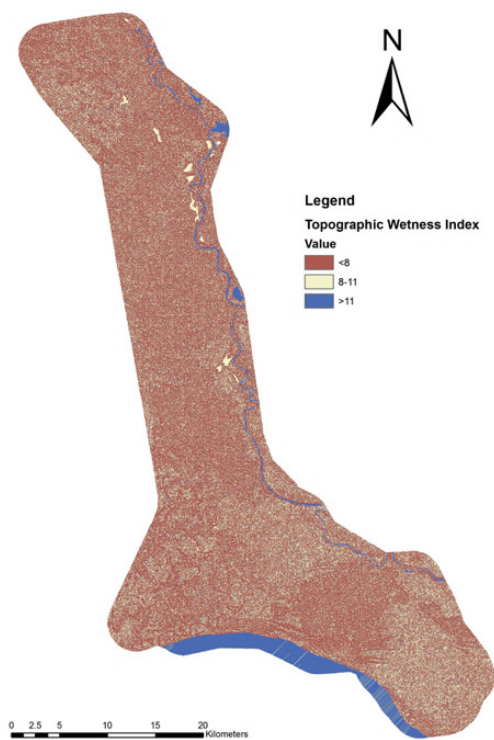 N
Legend
Topographic Wetness Index
Value
<8
8-11
>11
0 2.5 5 10 15 20
Kilometers